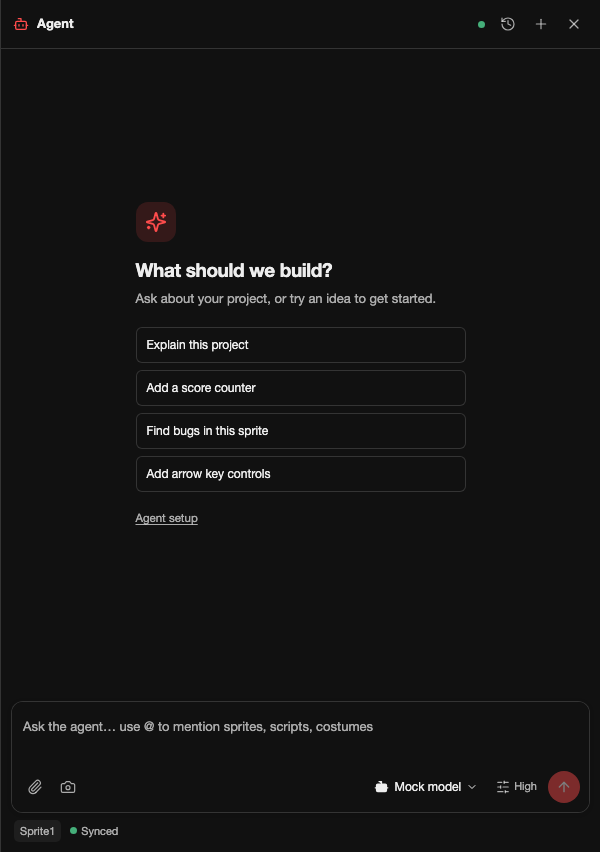 Agent
What should we build?
Ask about your project, or try an idea to get started.
Explain this project
Add a score counter
Find bugs in this sprite
Add arrow key controls
Agent setup
Ask the agent… use @ to mention sprites, scripts, costumes
Mock model
High
Sprite1
Synced